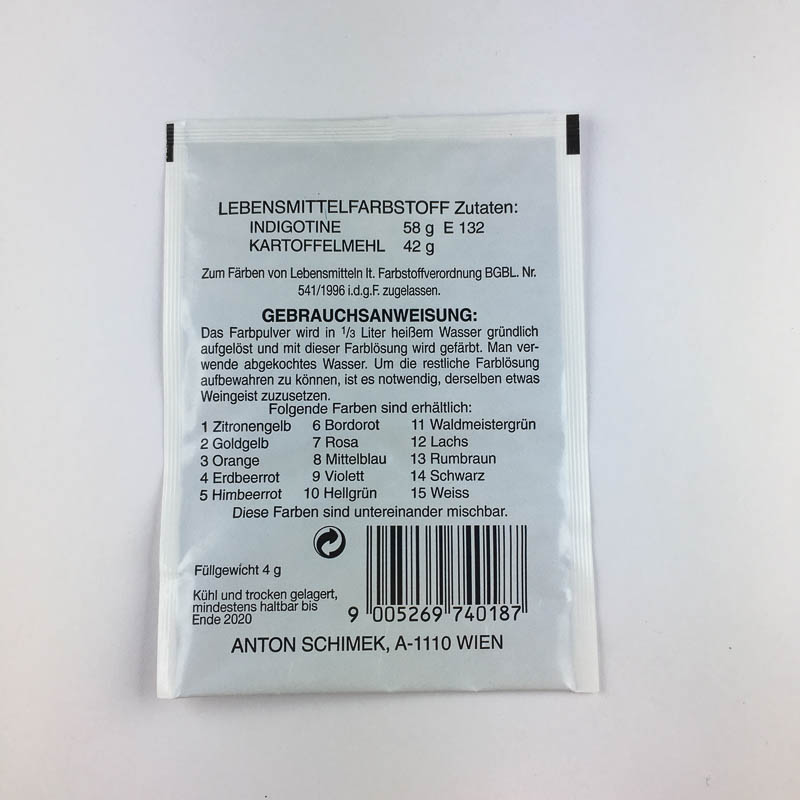 LEBENSMITTELFARBSTOFF Zutaten:
INDIGOTINE 58 g E 132
KARTOFFELMEHL 42 g
Zum Färben von Lebensmitteln lt. Farbstoffverordnung BGBL. Nr.
541/1996 i.d.g.F. zugelassen.
GEBRAUCHSANWEISUNG:
Das Farbpulver wird in 1/3 Liter heißem Wasser gründlich
aufgelöst und mit dieser Farblösung wird gefärbt. Man ver-
wende abgekochtes Wasser. Um die restliche Farblösung
aufbewahren zu können, ist es notwendig, derselben etwas
Weingeist zuzusetzen.
Folgende Farben sind erhältlich:
1 Zitronengelb 6 Bordorot 11 Waldmeistergrün
2 Goldgelb 7 Rosa 12 Lachs
3 Orange 8 Mittelblau 13 Rumbraun
4 Erdbeerrot 9 Violett 14 Schwarz
5 Himbeerrot 10 Hellgrün 15 Weiss
Diese Farben sind untereinander mischbar.
Füllgewicht 4 g
Kühl und trocken gelagert,
mindestens haltbar bis
Ende 2020
9 005269 740187
ANTON SCHIMEK, A-1110 WIEN